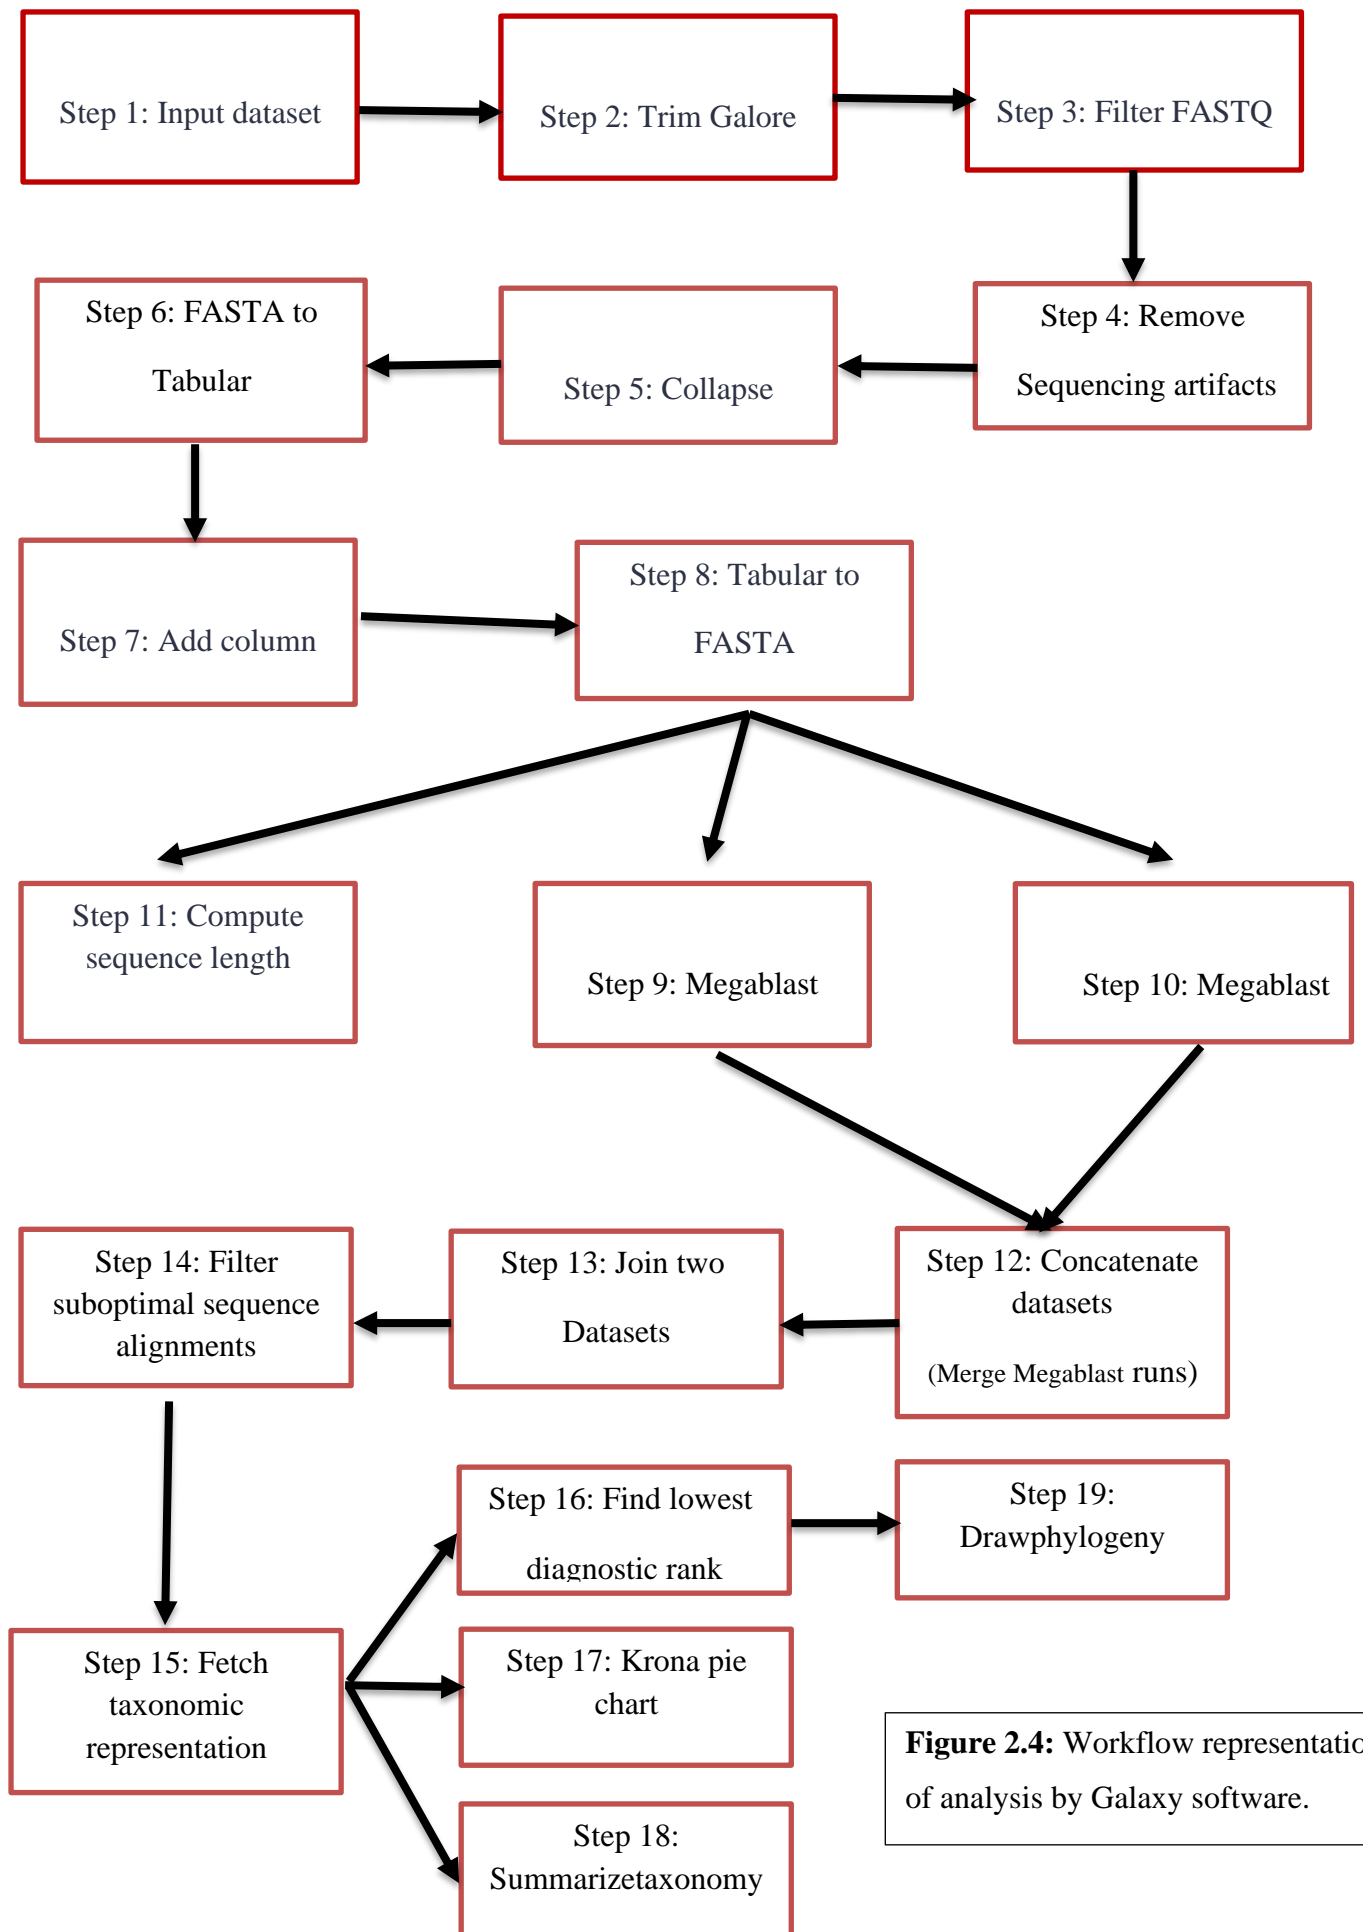 Step 1: Input dataset
Step 2: Trim Galore
Step 3: Filter FASTQ
Step 6: FASTA to
Tabular
Step 5: Collapse
Step 4: Remove
Sequencing artifacts
Step 7: Add column
Step 8: Tabular to
FASTA
Step 11: Compute
sequence length
Step 9: Megablast
Step 10: Megablast
Step 14: Filter
suboptimal sequence
alignments
Step 13: Join two
Datasets
Step 12: Concatenate
datasets
(Merge Megablast runs)
Step 16: Find lowest
diagnostic rank
Step 19:
Drawphylogeny
Step 15: Fetch
taxonomic
representation
Step 17: Krona pie
chart
Step 18:
Summarizetaxonomy
Figure 2.4: Workflow representatio
of analysis by Galaxy software.